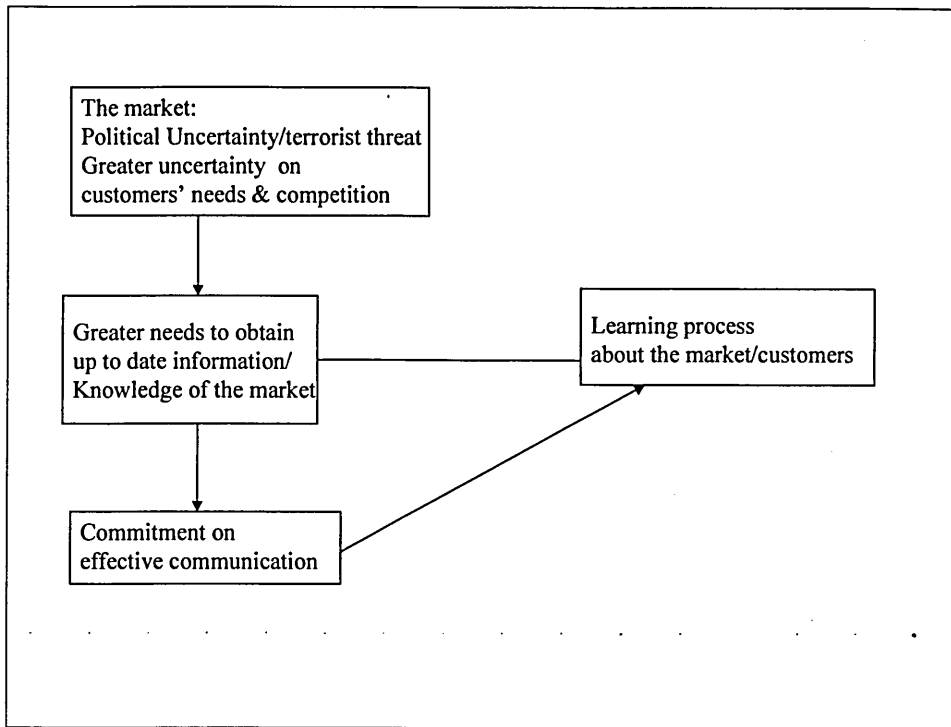 The market:
Political Uncertainty/terrorist threat
Greater uncertainty on
customers' needs & competition
Greater needs to obtain
up to date information/
Knowledge of the market
Learning process
about the market/customers
Commitment on
effective communication